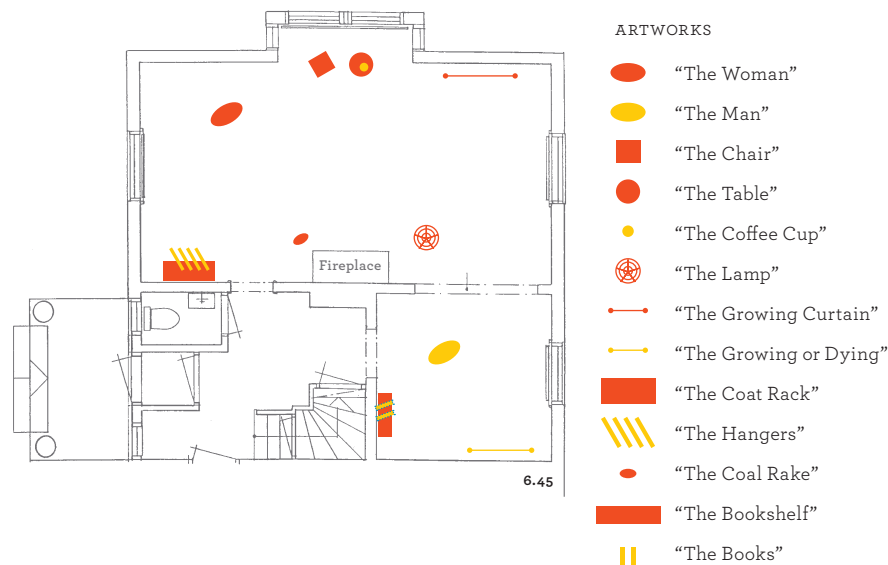 ARTWORKS
“The Woman”
“The Man”
“The Chair”
“The Table”
“The Coffee Cup”
“The Lamp”
“The Growing Curtain”
“The Growing or Dying”
“The Coat Rack”
“The Hangers”
“The Coal Rake”
“The Bookshelf”
“The Books”
Fireplace
6.45